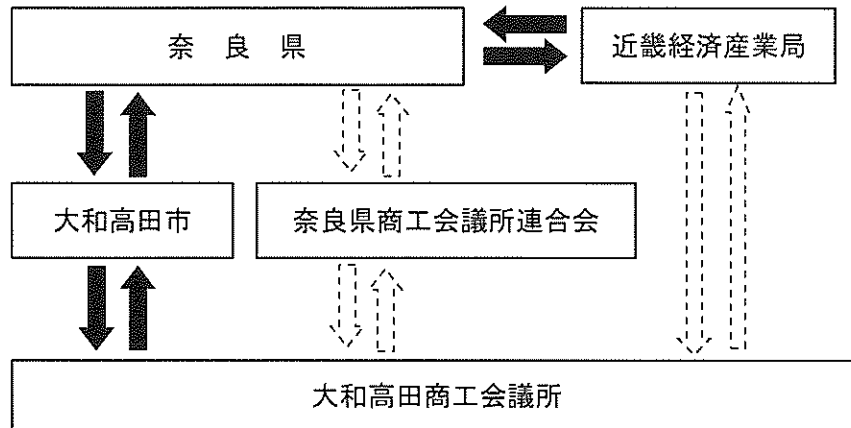 奈 良 県
近畿経済産業局
大和高田市
奈良県商工会議所連合会
大和高田商工会議所